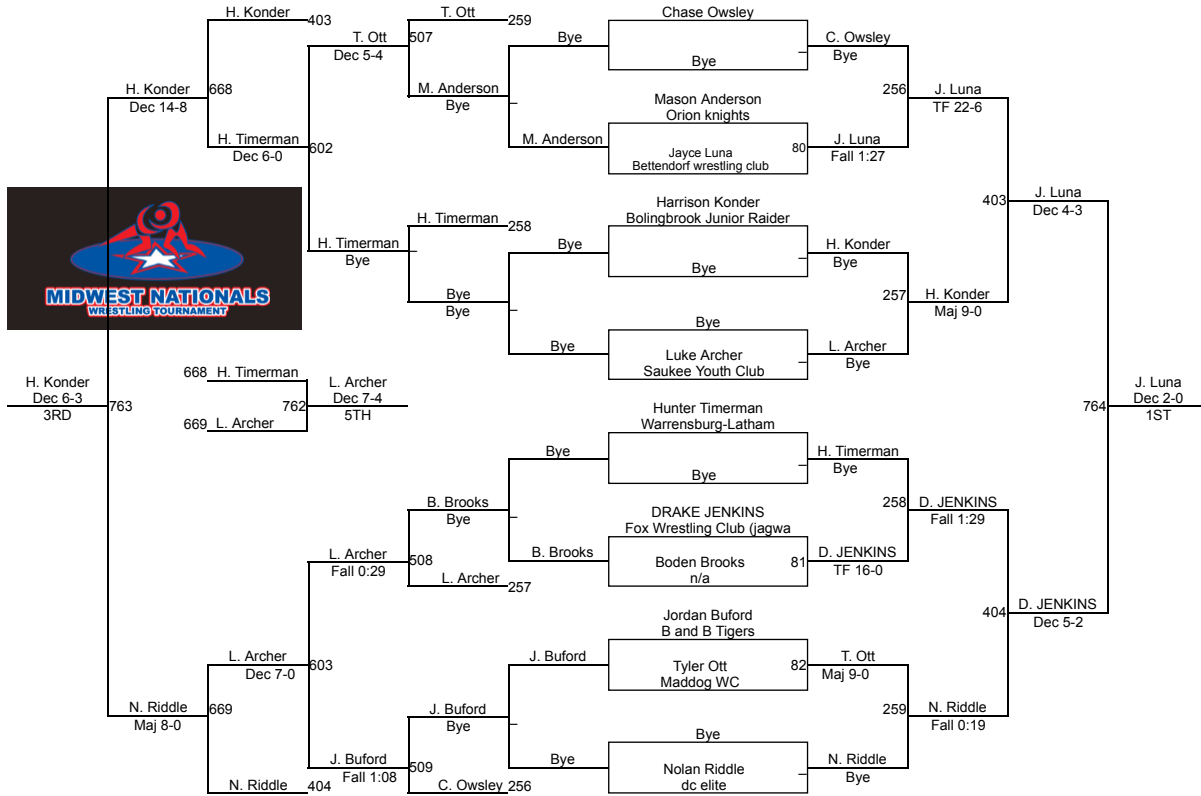 H. Konder
403
T. Ott
259
Chase Owsley
T. Ott
507
Dec 5-4
Bye
C. Owsley
Bye
Bye
H. Konder
668
Dec 14-8
M. Anderson
Bye
256
J. Luna
TF 22-6
Mason Anderson
Orion knights
H. Timerman
602
Dec 6-0
M. Anderson
Jayce Luna
80
Bettendorf wrestling club
J. Luna
Fall 1:27
403
J. Luna
Dec 4-3
Harrison Konder
Bolingbrook Junior Raider
H. Timerman
258
H. Timerman
Bye
Bye
Bye
H. Konder
Bye
MIDWEST NATIONALS
WRESTLING TOURNAMENT
Bye
Bye
257
H. Konder
Maj 9-0
Bye
Bye
Luke Archer
Saukee Youth Club
L. Archer
Bye
H. Konder
Dec 6-3
3RD
763
668
H. Timerman
762
669
L. Archer
L. Archer
Dec 7-4
5TH
764
J. Luna
Dec 2-0
1ST
Hunter Timerman
Warrensburg-Latham
Bye
Bye
H. Timerman
Bye
B. Brooks
Bye
258
D. JENKINS
Fall 1:29
DRAKE JENKINS
Fox Wrestling Club (jagwa
L. Archer
508
Fall 0:29
B. Brooks
Boden Brooks
81
n/a
D. JENKINS
TF 16-0
L. Archer
257
404
D. JENKINS
Dec 5-2
Jordan Buford
B and B Tigers
L. Archer
603
Dec 7-0
J. Buford
Tyler Ott
82
Maddog WC
T. Ott
Maj 9-0
N. Riddle
669
Maj 8-0
J. Buford
Bye
259
N. Riddle
Fall 0:19
Bye
J. Buford
509
Fall 1:08
Bye
Nolan Riddle
dc elite
N. Riddle
Bye
N. Riddle
404
C. Owsley
256